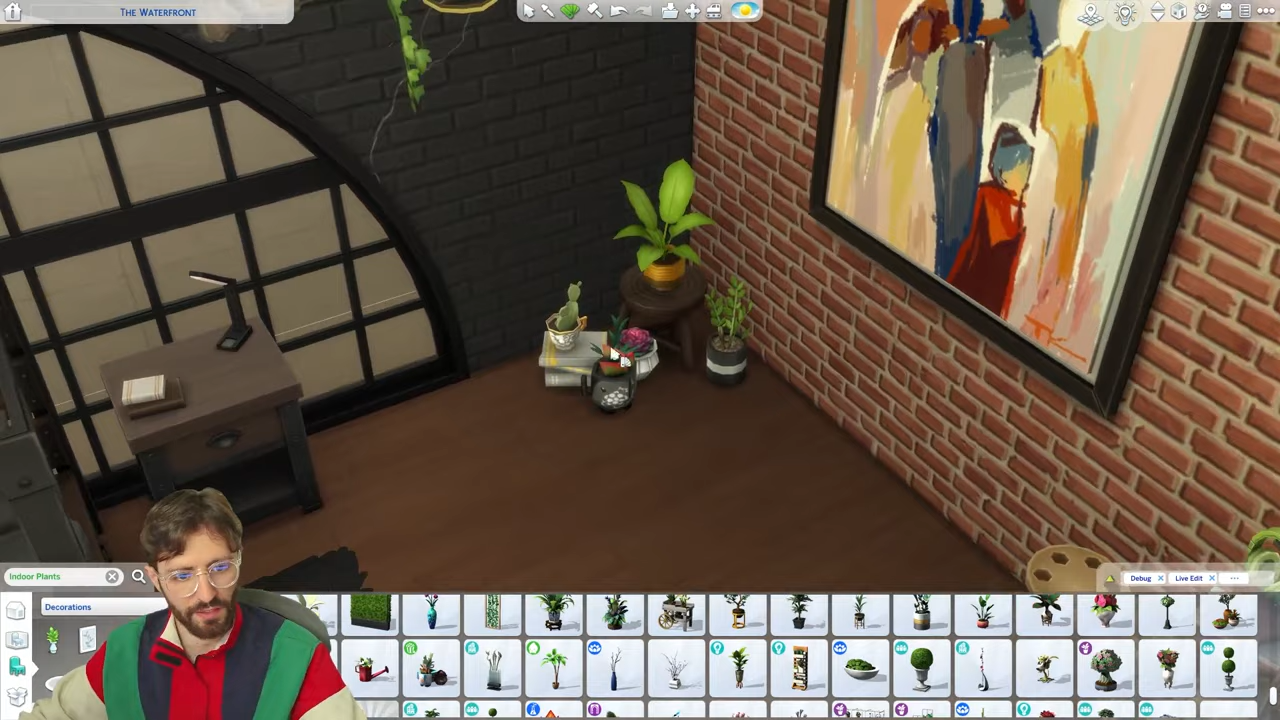 THE WATERFRONT
Indoor Plants
Debug
Live Edit
Decorations